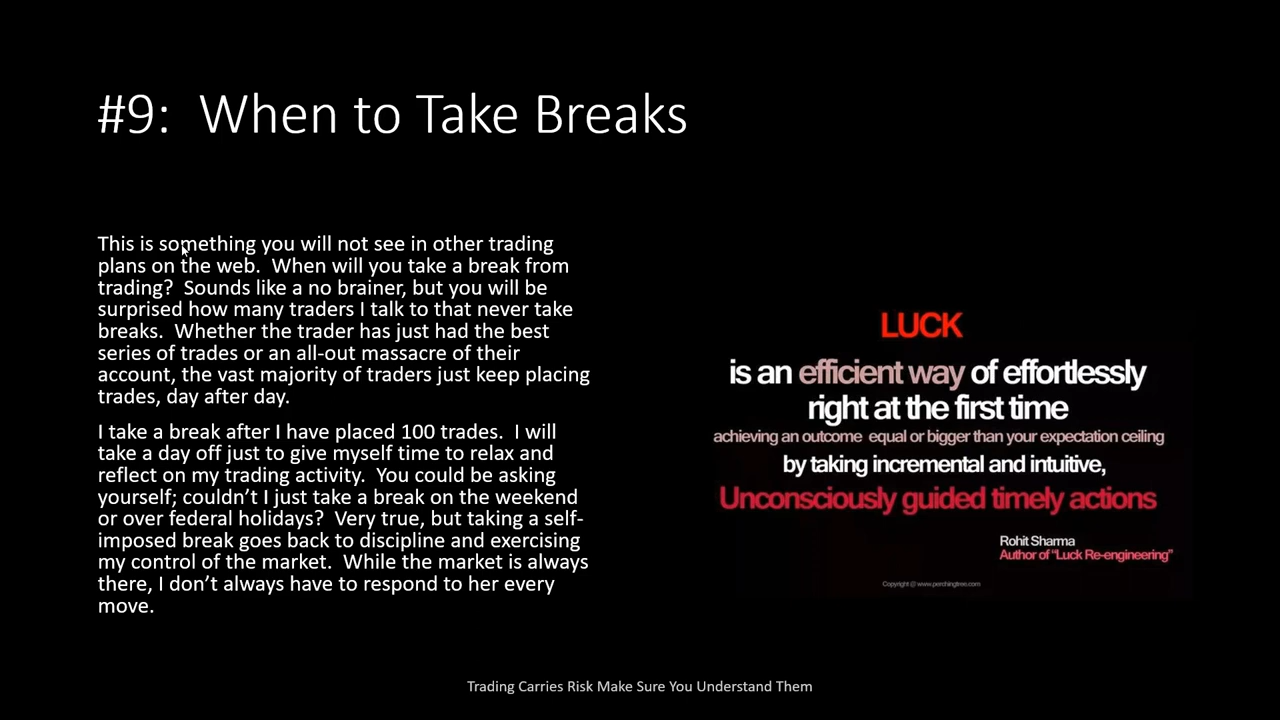 #9:  When to Take Breaks
This is something you will not see in other trading
plans on the web.  When will you take a break from
trading?  Sounds like a no brainer, but you will be
surprised how many traders I talk to that never take
breaks.  Whether the trader has just had the best
series of trades or an all-out massacre of their
account, the vast majority of traders just keep placing
trades, day after day.
I take a break after I have placed 100 trades.  I will
take a day off just to give myself time to relax and
reflect on my trading activity.  You could be asking
yourself; couldn’t I just take a break on the weekend
or over federal holidays?  Very true, but taking a self-
imposed break goes back to discipline and exercising
my control of the market.  While the market is always
there, I don’t always have to respond to her every
move.
LUCK
is an efficient way of effortlessly
right at the first time
achieving an outcome equal or bigger than your expectation ceiling
by taking incremental and intuitive,
Unconsciously guided timely actions
Rohit Sharma
Author of “Luck Re-engineering”
Copyright @ www.perchingtree.com
Trading Carries Risk Make Sure You Understand Them